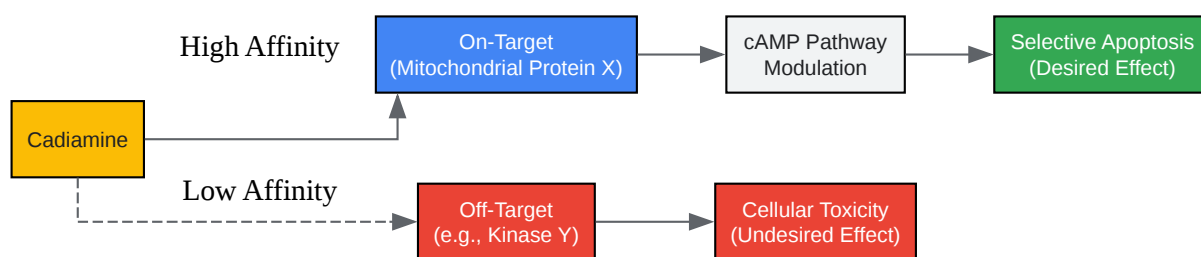 High Affinity
On-Target
(Mitochondrial Protein X)
cAMP Pathway
Modulation
Selective Apoptosis
(Desired Effect)
Cadiamine
Low Affinity
Off-Target
(e.g., Kinase Y)
Cellular Toxicity
(Undesired Effect)